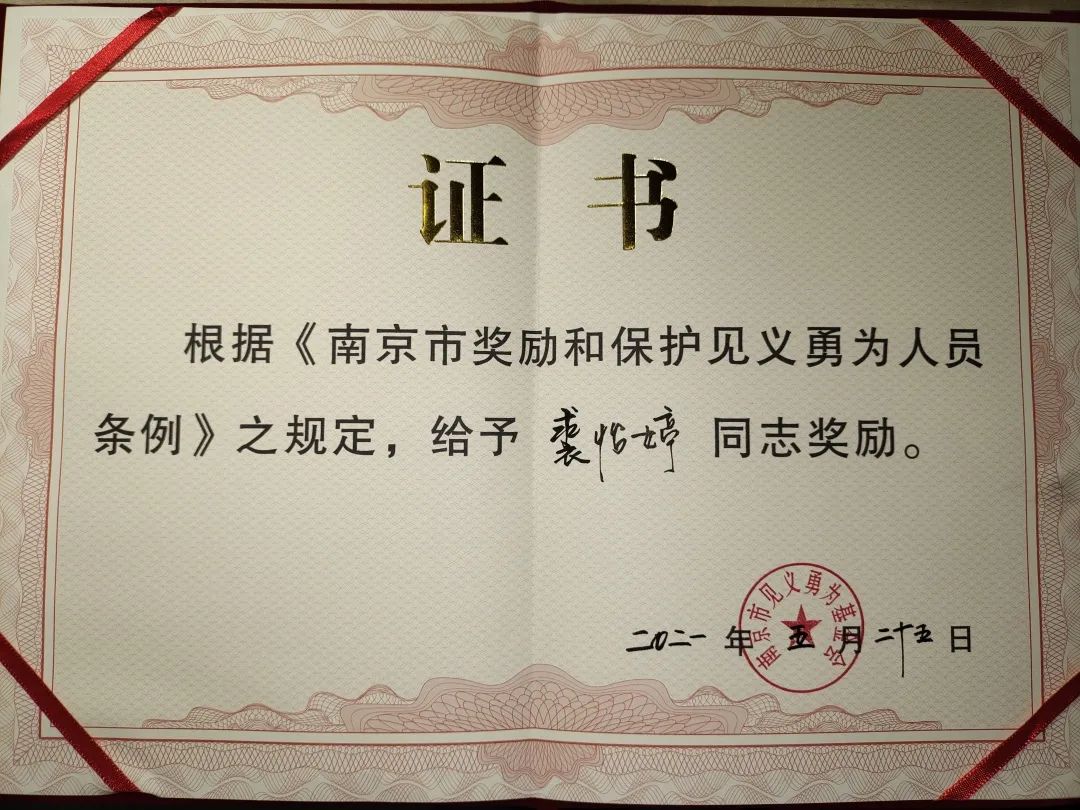 证书
根据《南京市奖励和保护见义勇为人员
条例》之规定，给予 裘怡婷 同志奖励。
南京市见义勇为基金会
二〇二一年五月二十五日